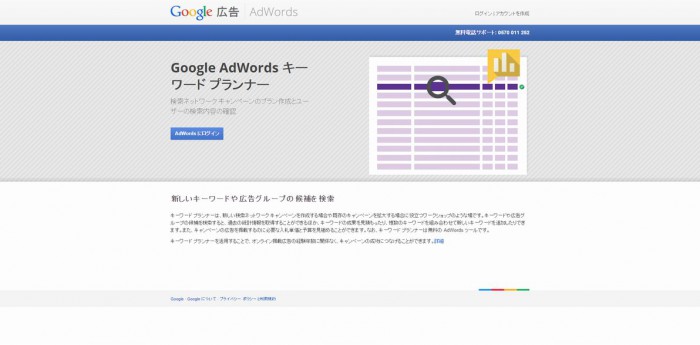 Google 広告 | AdWords
ログイン | アカウントを作成
無料電話サポート: 0570 011 292
Google AdWords キー
ワード プランナー
検索ネットワーク キャンペーンのプラン作成とユー
ザーの検索内容の確認
AdWords にログイン
新しいキーワードや広告グループの候補を検索
キーワード プランナーは、新しい検索ネットワーク キャンペーンを作成する場合や既存のキャンペーンを拡大する場合に役立つワークショップのような場です。キーワードや広告グ
ループの候補を検索すると、過去の統計情報を取得することができるほか、キーワードの成果を見積もったり、複数のキーワードを組み合わせて新しいキーワードを追加したりでき
ます。また、キャンペーンの広告を掲載するのに必要な入札単価と予算を見極めることができます。なお、キーワード プランナーは無料の AdWords ツールです。
キーワード プランナーを活用することで、オンライン掲載広告の経験年数に関係なく、キャンペーンの成功につなげることができます。
詳細
Google · Google について · プライバシー ポリシーと利用規約